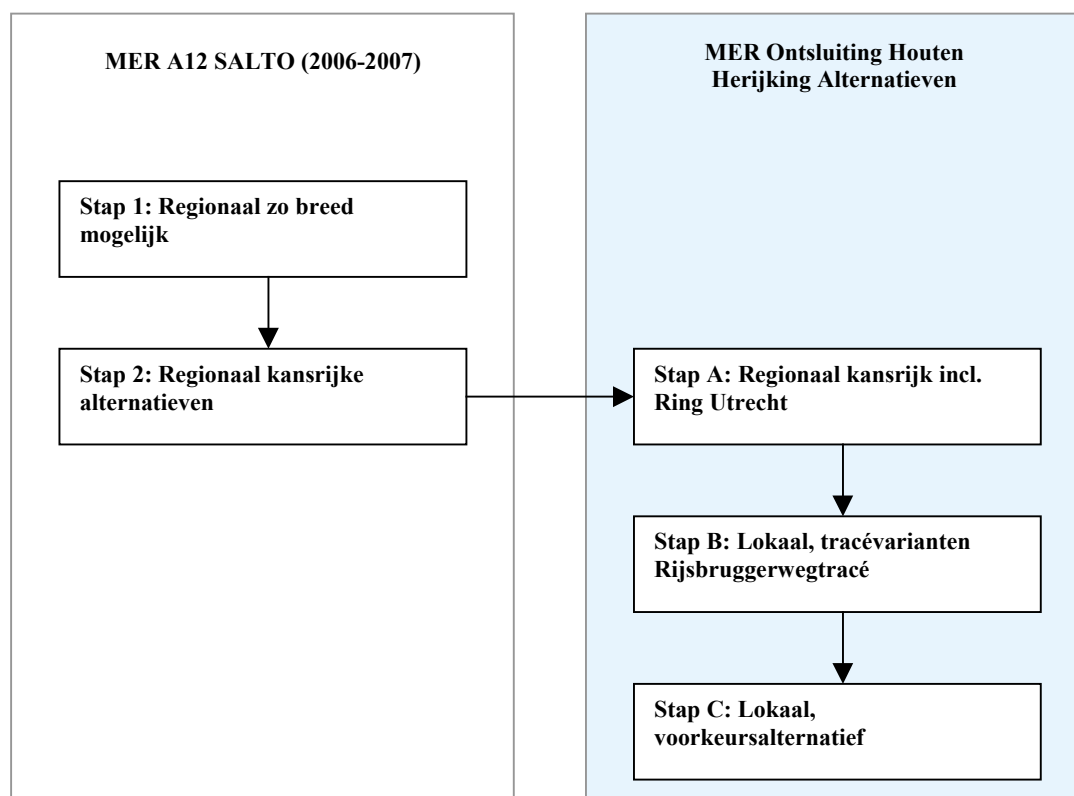 MER A12 SALTO (2006-2007)
Stap 1: Regionaal zo breed
mogelijk
Stap 2: Regionaal kansrijke
alternatieven
MER Ontsluiting Houten
Herijking Alternatieven
Stap A: Regionaal kansrijk incl.
Ring Utrecht
Stap B: Lokaal, tracévarianten
Rijsbruggerwegtracé
Stap C: Lokaal,
voorkeursalternatief